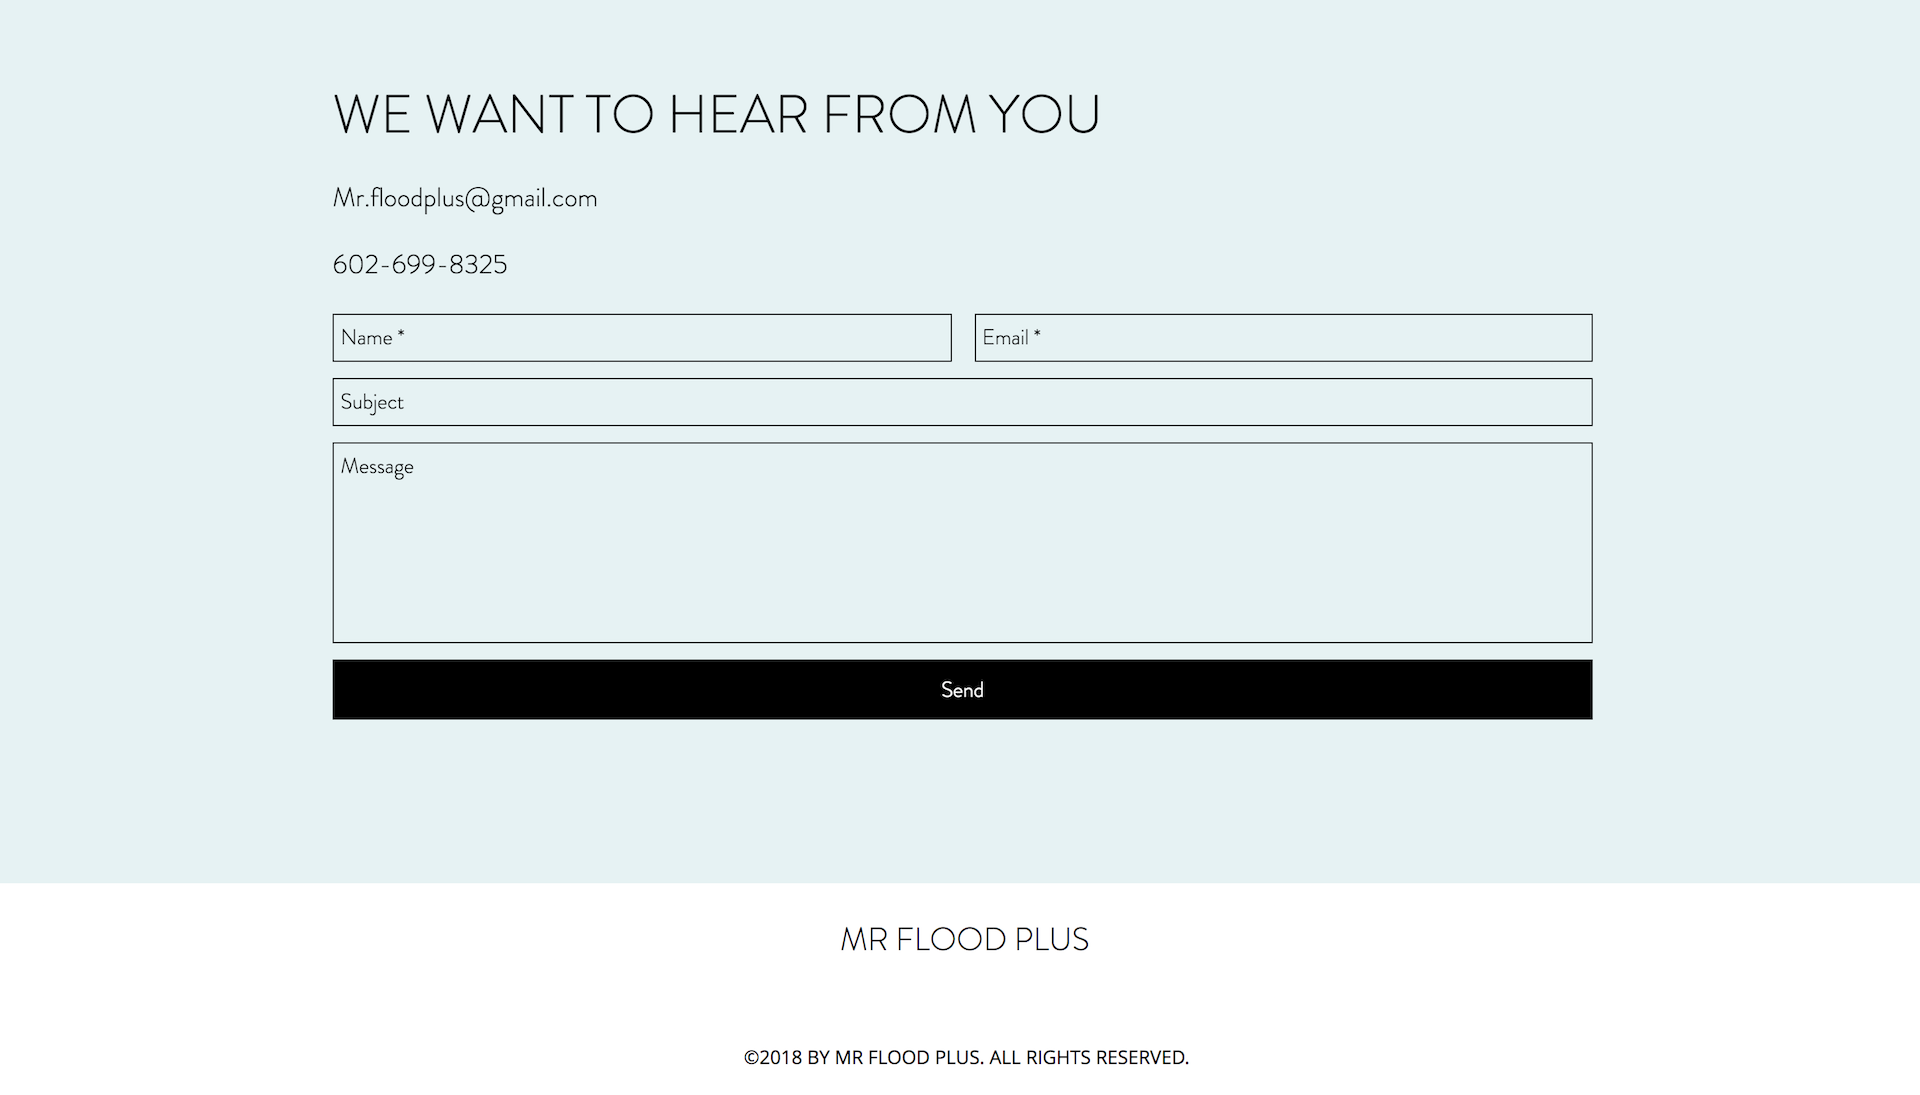 WE WANT TO HEAR FROM YOU
Mr.floodplus@gmail.com
602-699-8325
Name * Email *
Subject
Message
Send
MR FLOOD PLUS
©2018 BY MR FLOOD PLUS. ALL RIGHTS RESERVED.